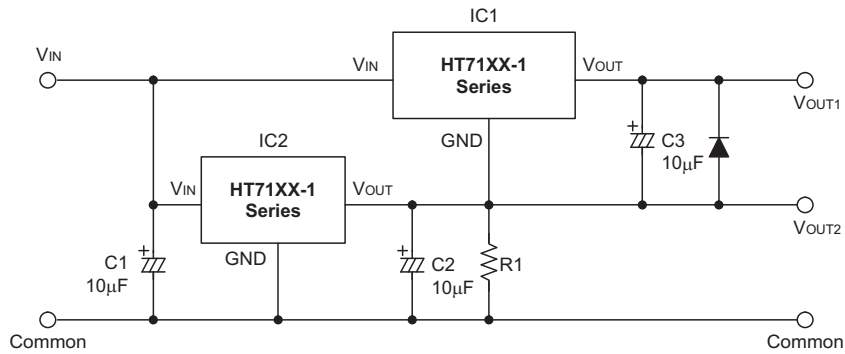 IC1
VIN
VIN
HT71XX-1
Series
VOUT
VOUT1
GND
C3
10μF
IC2
VIN
HT71XX-1
Series
VOUT
VOUT2
GND
C1
10μF
C2
10μF
R1
Common
Common